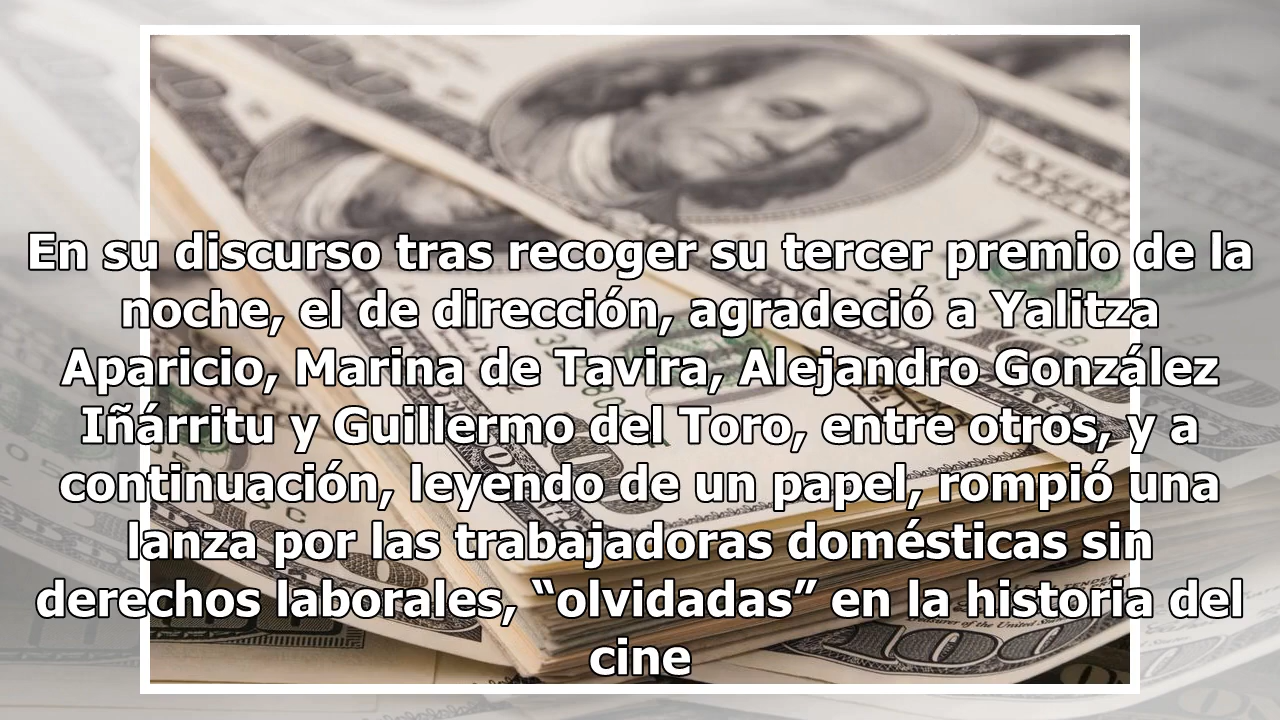 En su discurso tras recoger su tercer premio de la
noche, el de dirección, agradeció a Yalitza
Aparicio, Marina de Tavira, Alejandro González
Iñárritu y Guillermo del Toro, entre otros, y a
continuación, leyendo de un papel, rompió una
lanza por las trabajadoras domésticas sin
derechos laborales, “olvidadas” en la historia del
cine